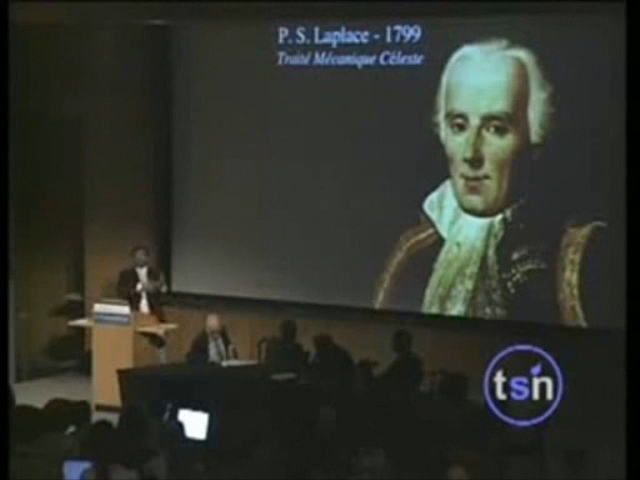 P. S. Laplace - 1799
Traité Mécanique Céleste
tsn